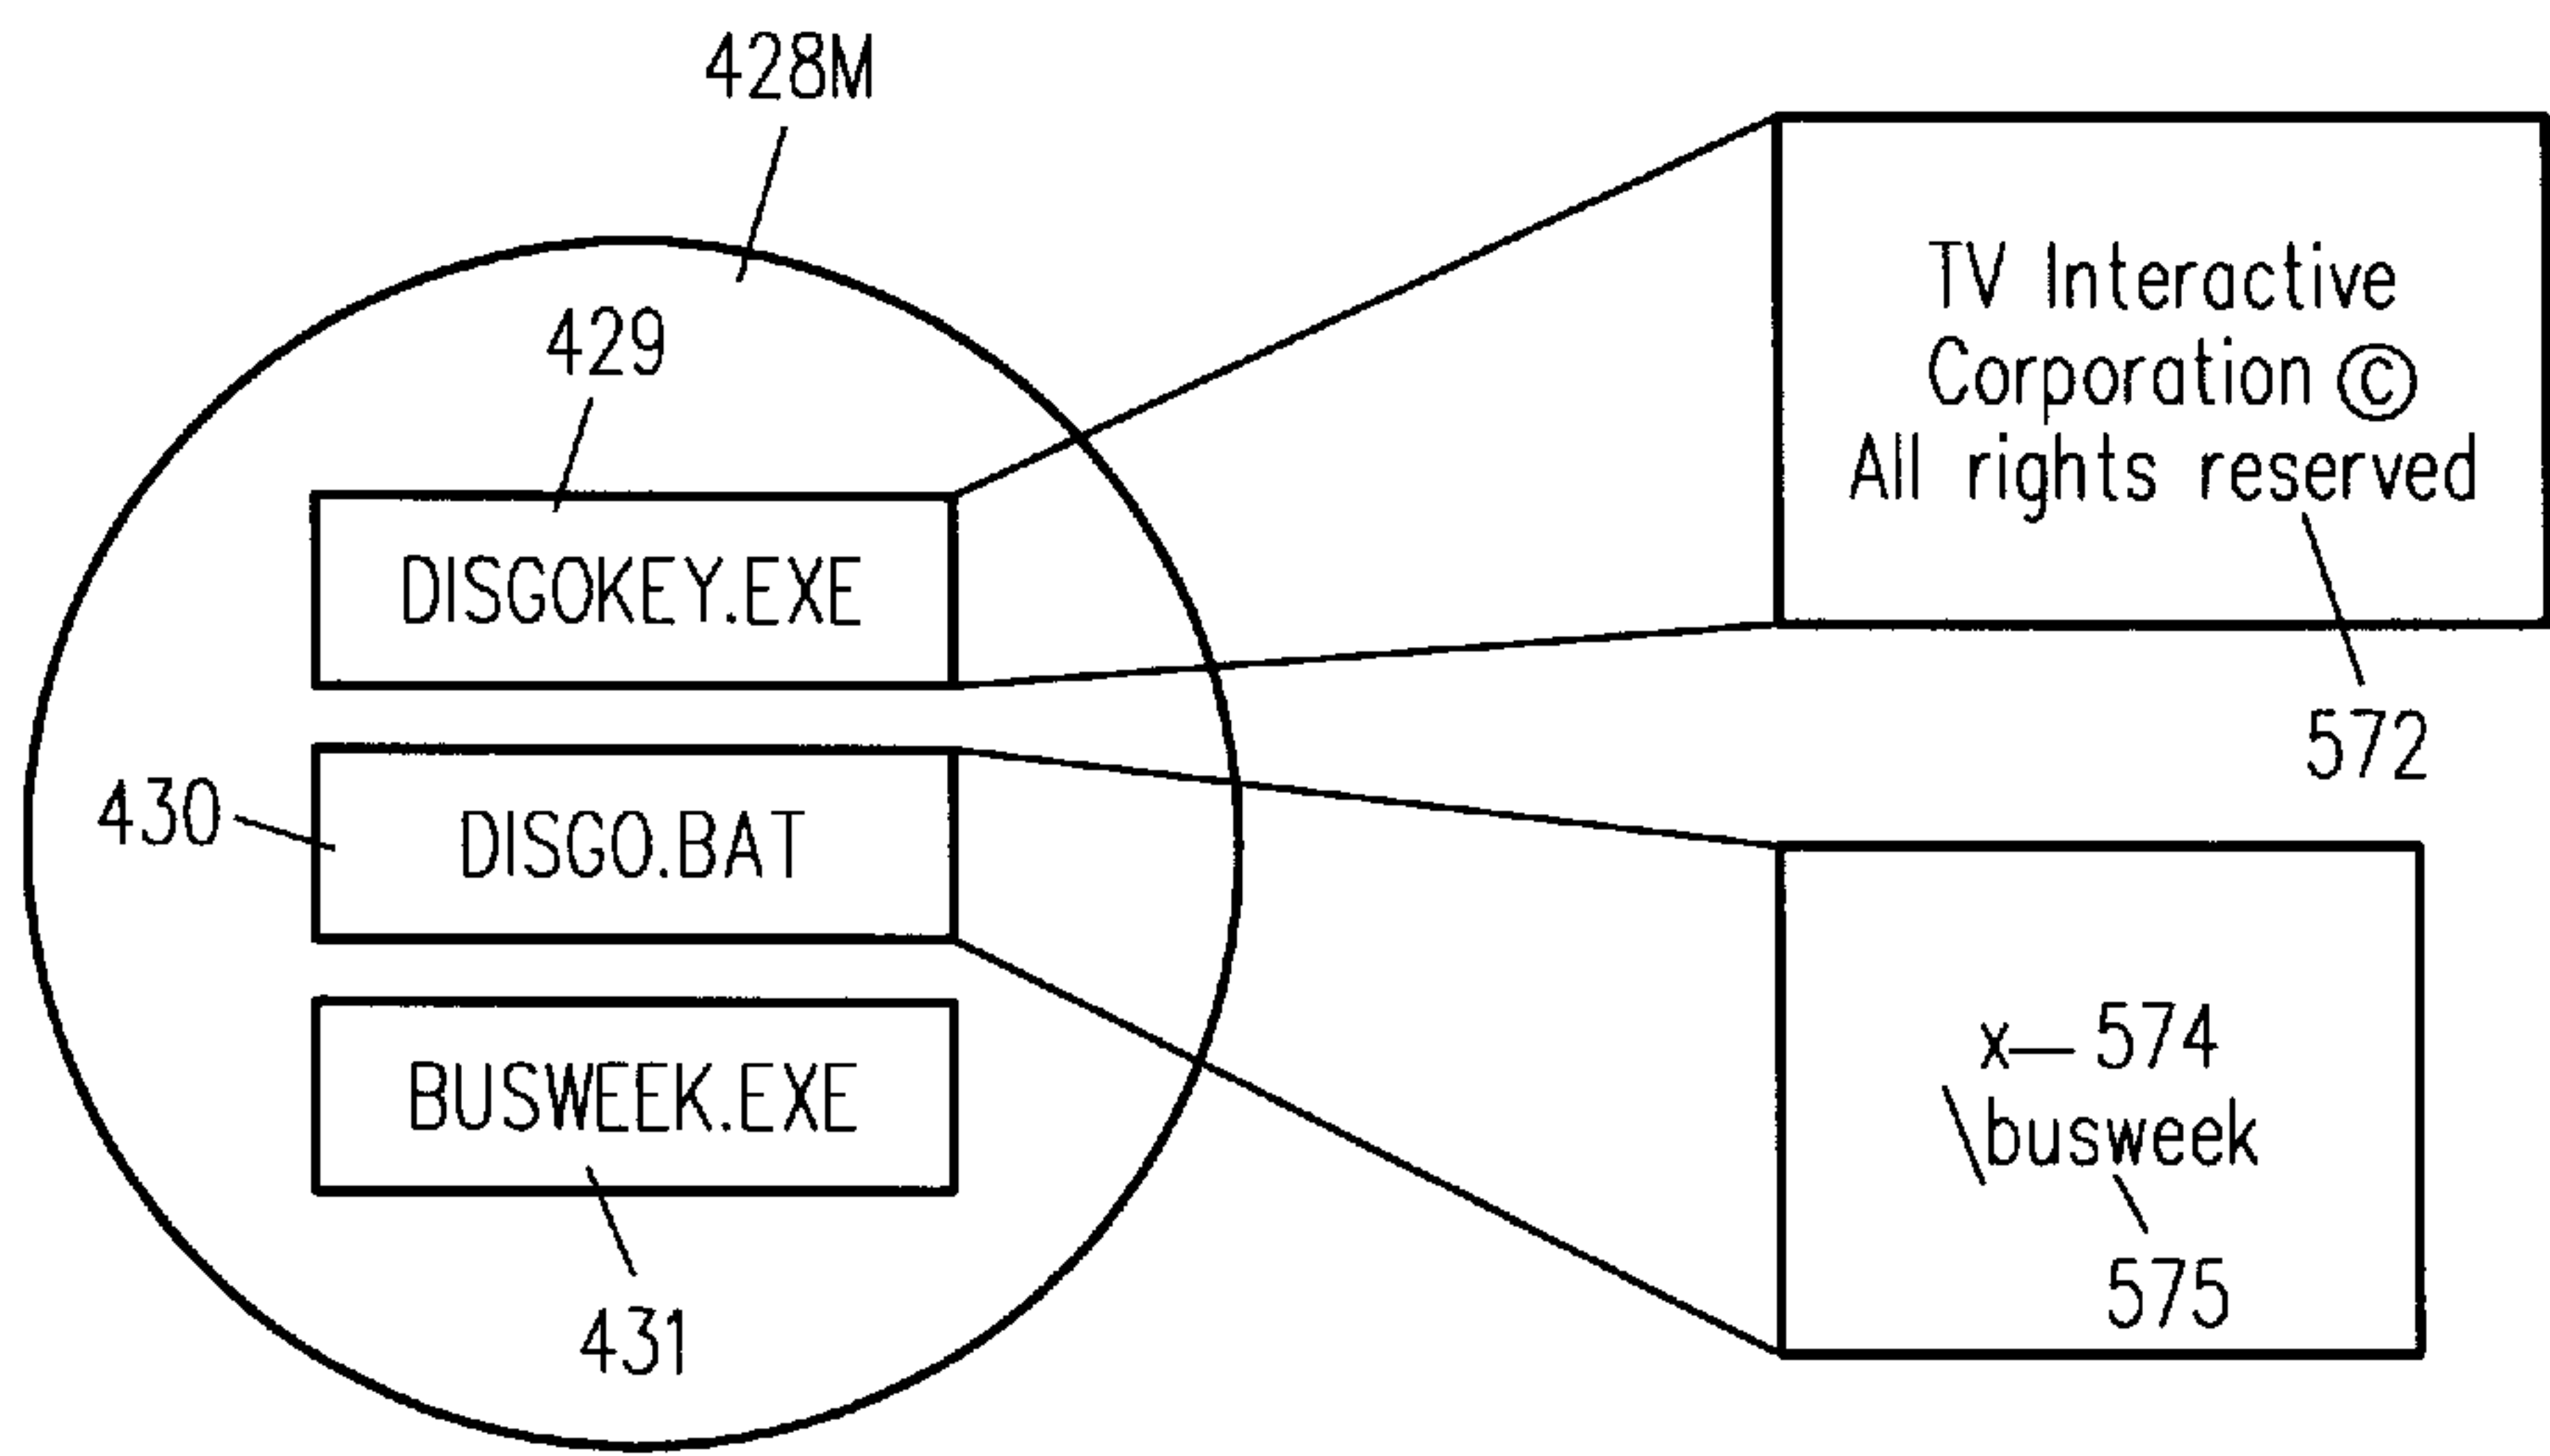 428M
429
DISGOKEY.EXE
430
DISGO.BAT
BUSWEEK.EXE
431
TV Interactive
Corporation ©
All rights reserved
572
x— 574
\busweek
575